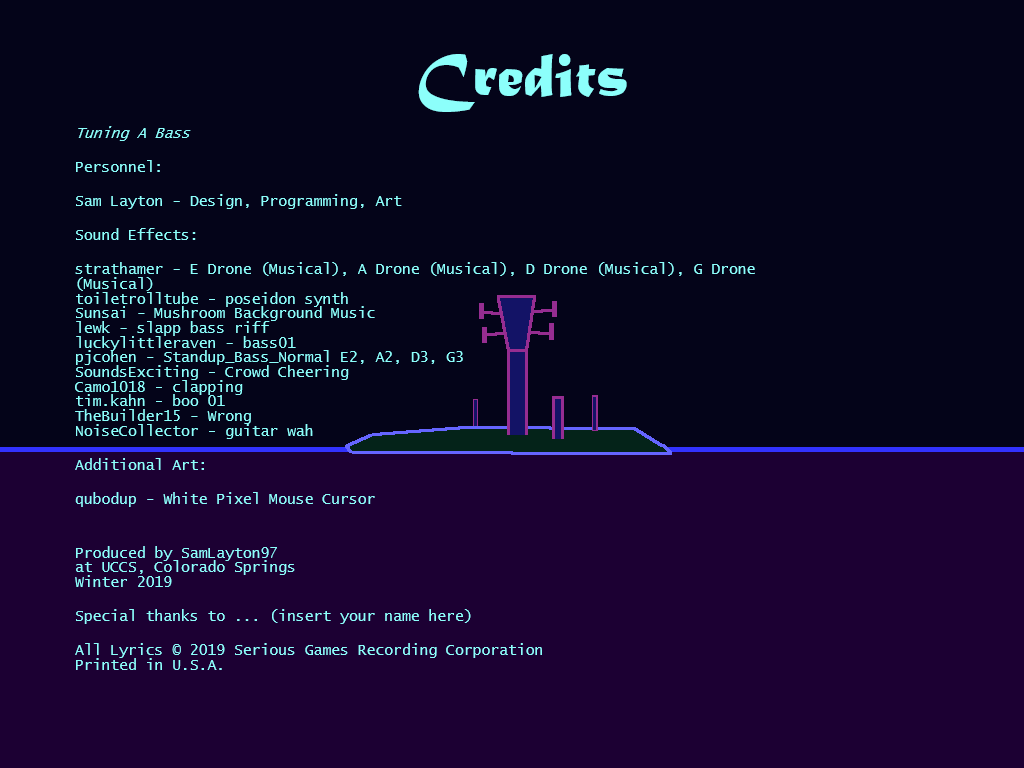 Credits
Tuning A Bass
Personnel:
Sam Layton - Design, Programming, Art
Sound Effects:
strathamer - E Drone (Musical), A Drone (Musical), D Drone (Musical), G Drone
(Musical)
toiletrolltube - poseidon synth
Sunsai - Mushroom Background Music
lewk - slapp bass riff
luckylittleraven - bass01
pjcohen - Standup_Bass_Normal E2, A2, D3, G3
SoundsExciting - Crowd Cheering
Camo1018 - clapping
tim.kahn - boo 01
TheBuilder15 - Wrong
NoiseCollector - guitar wah
Additional Art:
qubodup - White Pixel Mouse Cursor
Produced by SamLayton97
at UCCS, Colorado Springs
Winter 2019
Special thanks to ... (insert your name here)
All Lyrics © 2019 Serious Games Recording Corporation
Printed in U.S.A.